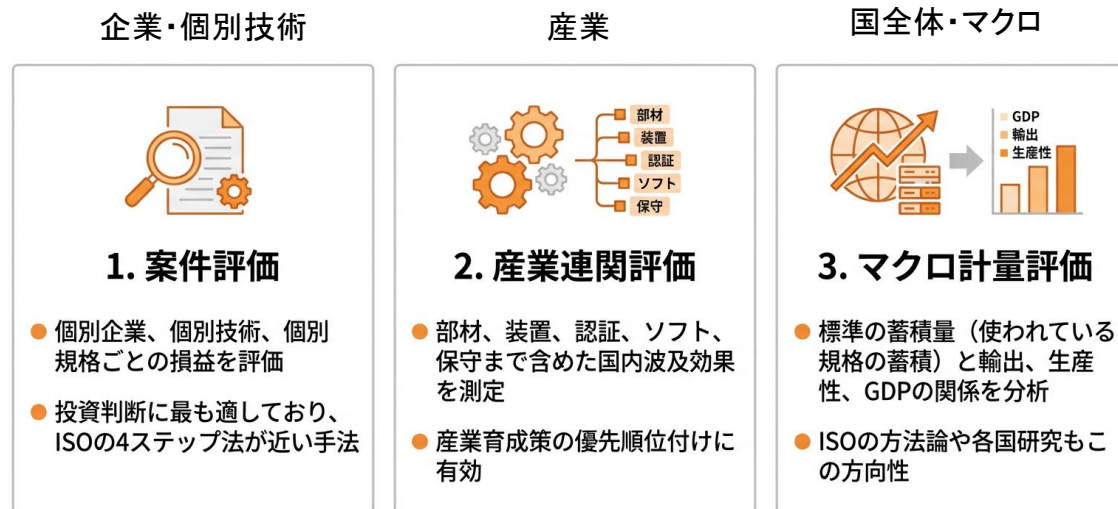 企業・個別技術
産業
国全体・マクロ
部材
装置
認証
ソフト
保守
GDP
輸出
生産性
1. 案件評価
● 個別企業、個別技術、個別
規格ごとの損益を評価
● 投資判断に最も適しており、
ISOの4ステップ法が近い手法
2. 産業連関評価
● 部材、装置、認証、ソフト、
保守まで含めた国内波及効果
を測定
● 産業育成策の優先順位付けに
有効
3. マクロ計量評価
● 標準の蓄積量（使われている
規格の蓄積）と輸出、生産
性、GDPの関係を分析
● ISOの方法論や各国研究もこ
の方向性